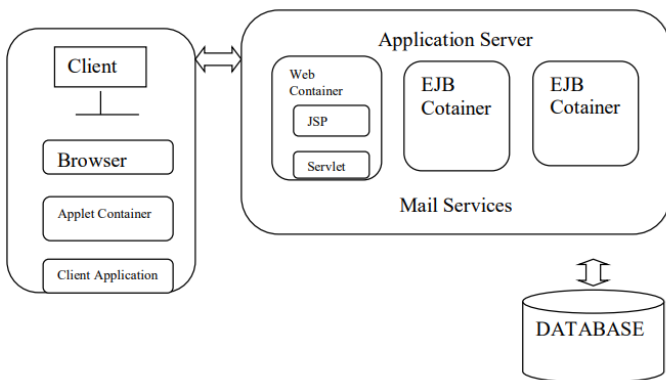 Client
Browser
Applet Container
Client Application
Application Server
Web
Container
JSP
Servlet
EJB
Cotainer
EJB
Cotainer
Mail Services
DATABASE